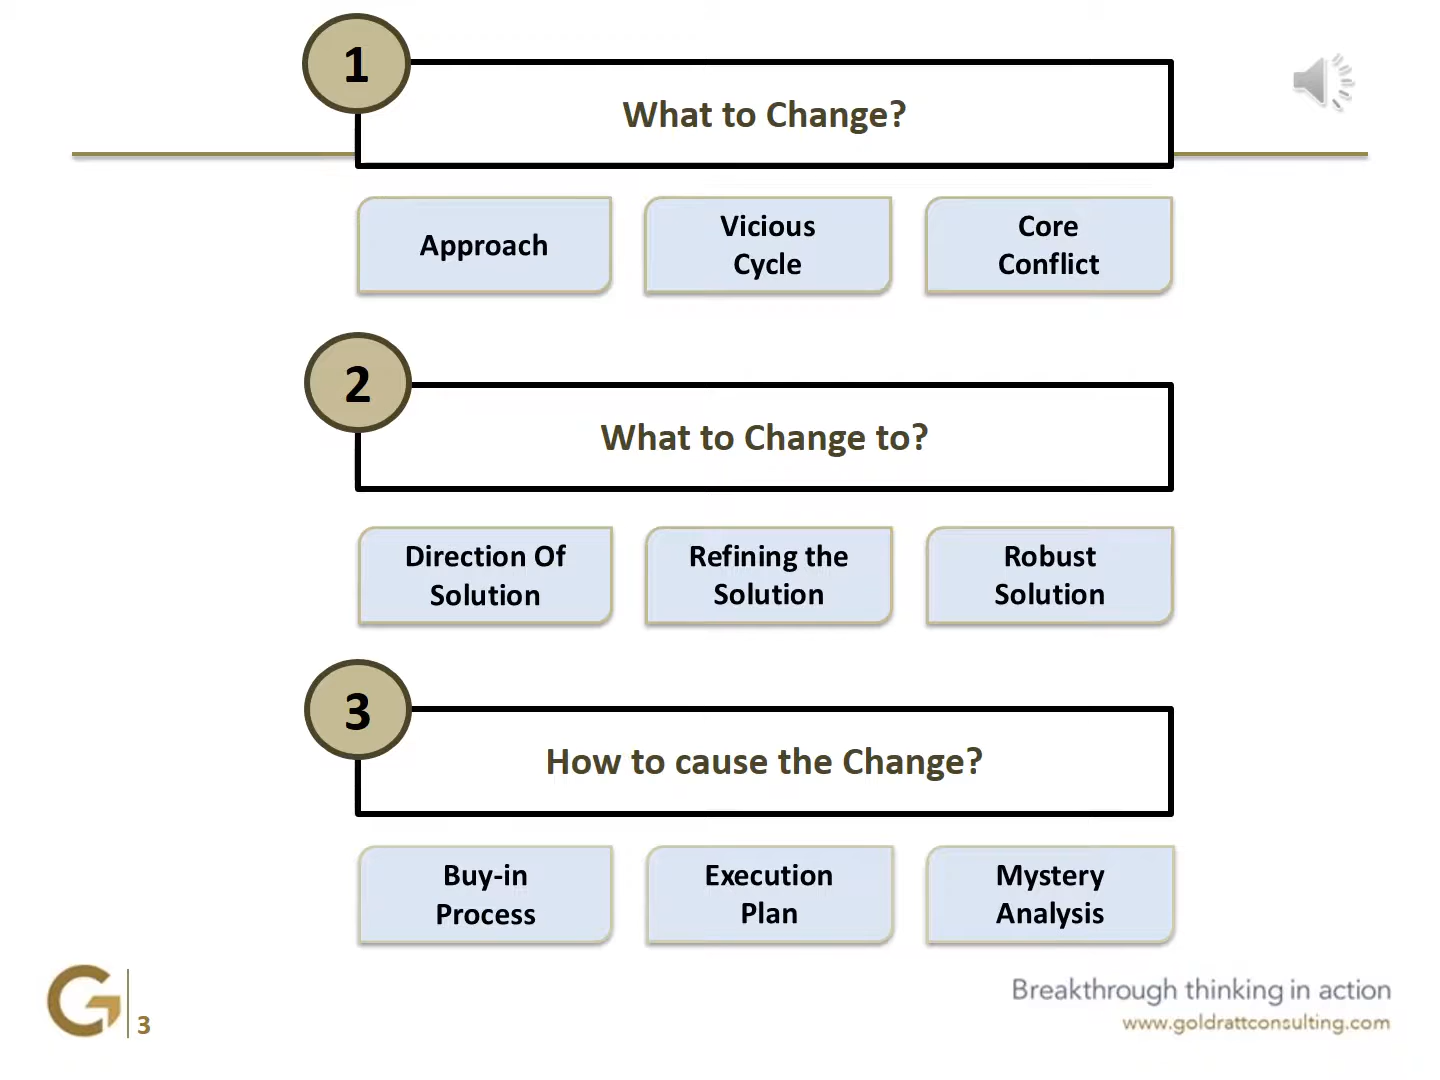 1
What to Change?
Approach
Vicious
Cycle
Core
Conflict
2
What to Change to?
Direction Of
Solution
Refining the
Solution
Robust
Solution
3
How to cause the Change?
Buy-in
Process
Execution
Plan
Mystery
Analysis
G
3
Breakthrough thinking in action
www.goldrattconsulting.com